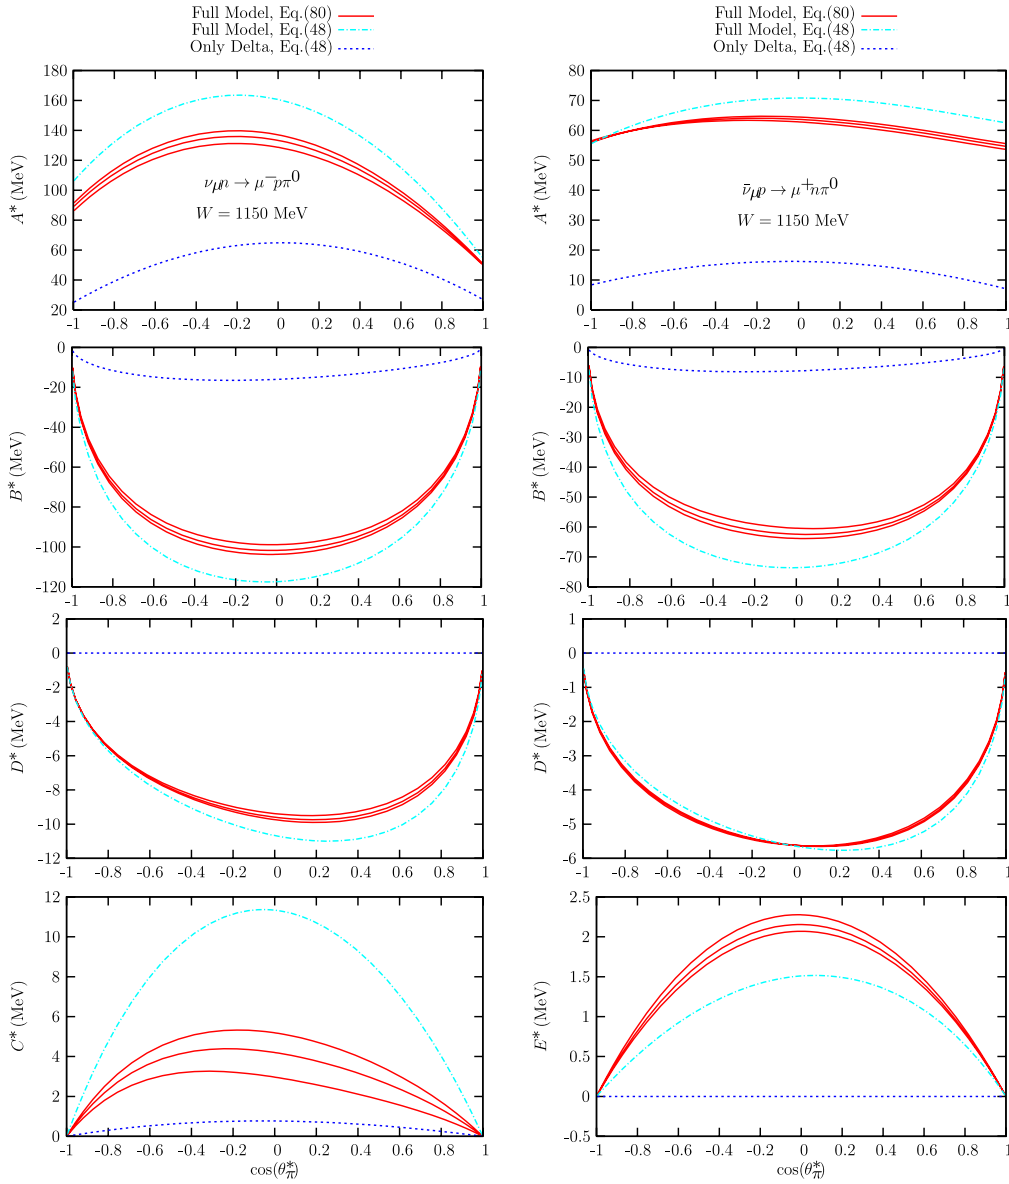 Full Model, Eq.(80)
Full Model, Eq.(48)
Only Delta, Eq.(48)
Full Model, Eq.(80)
Full Model, Eq.(48)
Only Delta, Eq.(48)
A* (MeV)
180
160
140
120
100
80
60
40
20
ν_μ n → μ⁻ p π⁰
W = 1150 MeV
-1 -0.8 -0.6 -0.4 -0.2 0 0.2 0.4 0.6 0.8 1
A* (MeV)
80
70
60
50
40
30
20
10
0
ν̄_μ p → μ⁺ n π⁰
W = 1150 MeV
-1 -0.8 -0.6 -0.4 -0.2 0 0.2 0.4 0.6 0.8 1
B* (MeV)
0
-20
-40
-60
-80
-100
-120
-1 -0.8 -0.6 -0.4 -0.2 0 0.2 0.4 0.6 0.8 1
B* (MeV)
0
-10
-20
-30
-40
-50
-60
-70
-80
-1 -0.8 -0.6 -0.4 -0.2 0 0.2 0.4 0.6 0.8 1
D* (MeV)
2
0
-2
-4
-6
-8
-10
-12
-1 -0.8 -0.6 -0.4 -0.2 0 0.2 0.4 0.6 0.8 1
D* (MeV)
1
0
-1
-2
-3
-4
-5
-6
-1 -0.8 -0.6 -0.4 -0.2 0 0.2 0.4 0.6 0.8 1
C* (MeV)
12
10
8
6
4
2
0
-1 -0.8 -0.6 -0.4 -0.2 0 0.2 0.4 0.6 0.8 1
cos(θ*_π)
E* (MeV)
2.5
2
1.5
1
0.5
0
-0.5
-1 -0.8 -0.6 -0.4 -0.2 0 0.2 0.4 0.6 0.8 1
cos(θ*_π)